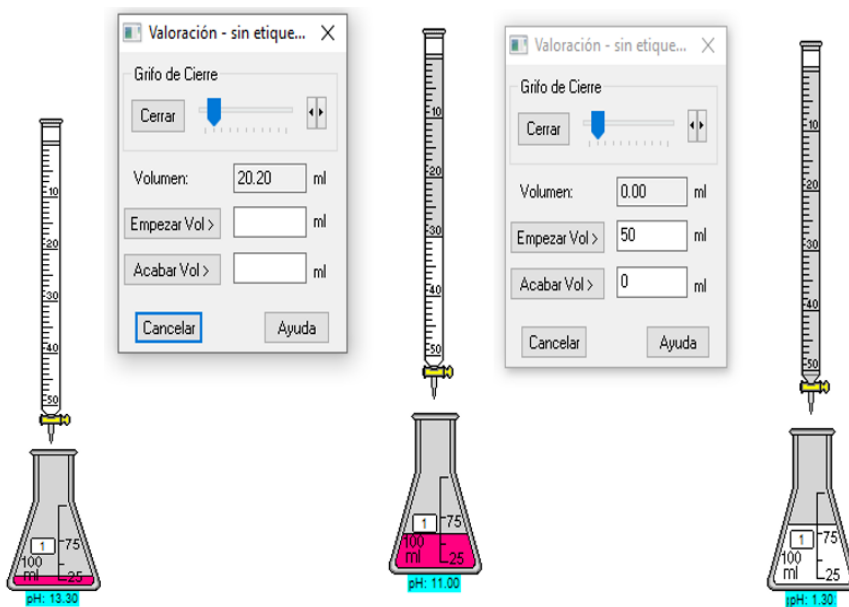 Valoración - sin etique...
Grifo de Cierre
Cerrar
Volumen: 20.20 ml
Empezar Vol > ml
Acabar Vol > ml
Cancelar Ayuda
Valoración - sin etique...
Grifo de Cierre
Cerrar
Volumen: 0.00 ml
Empezar Vol > 50 ml
Acabar Vol > 0 ml
Cancelar Ayuda
10
20
30
40
50
1
75
100
ml
25
pH: 13.30
10
20
30
40
50
1
75
100
ml
25
pH: 11.00
10
20
30
40
50
1
75
100
ml
25
pH: 1.30